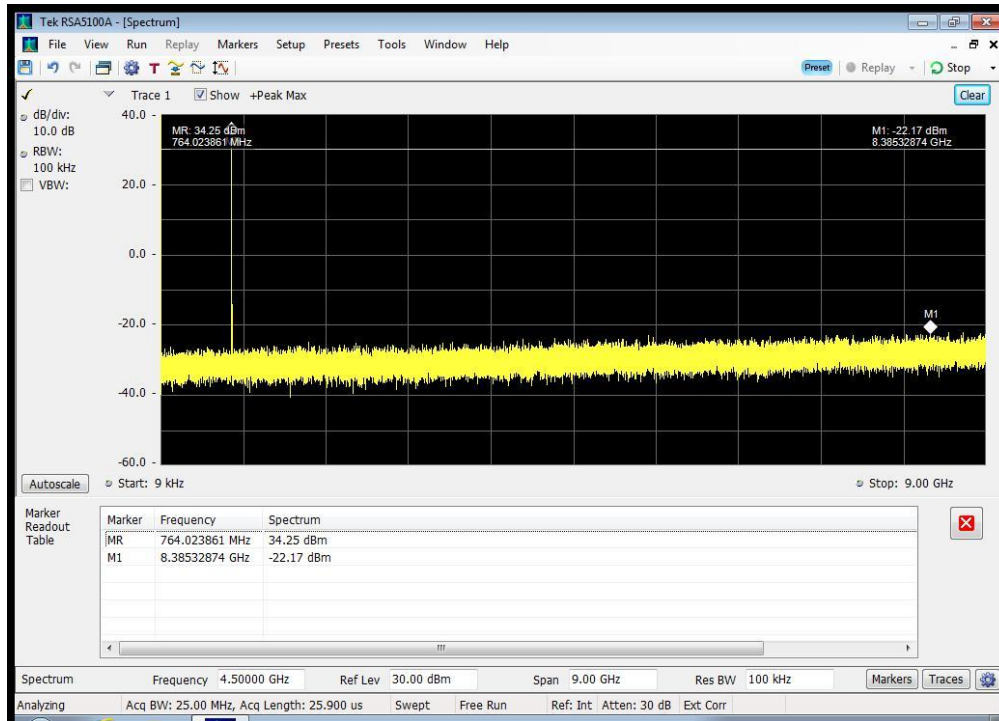 Tek RSA5100A - [Spectrum]
File View Run Replay Markers Setup Presets Tools Window Help
Preset Replay Stop
Trace 1 Show +Peak Max Clear
dB/div:
10.0 dB
RBW:
100 kHz
VBW:
40.0
20.0
0.0
-20.0
-40.0
-60.0
MR: 34.25 dBm
764.023861 MHz
M1: -22.17 dBm
8.38532874 GHz
M1
Autoscale Start: 9 kHz Stop: 9.00 GHz
Marker
Readout
Table
Marker Frequency Spectrum
MR 764.023861 MHz 34.25 dBm
M1 8.38532874 GHz -22.17 dBm
Spectrum Frequency 4.50000 GHz Ref Lev 30.00 dBm Span 9.00 GHz Res BW 100 kHz Markers Traces
Analyzing Acq BW: 25.00 MHz, Acq Length: 25.900 us Swept Free Run Ref: Int Atten: 30 dB Ext Corr